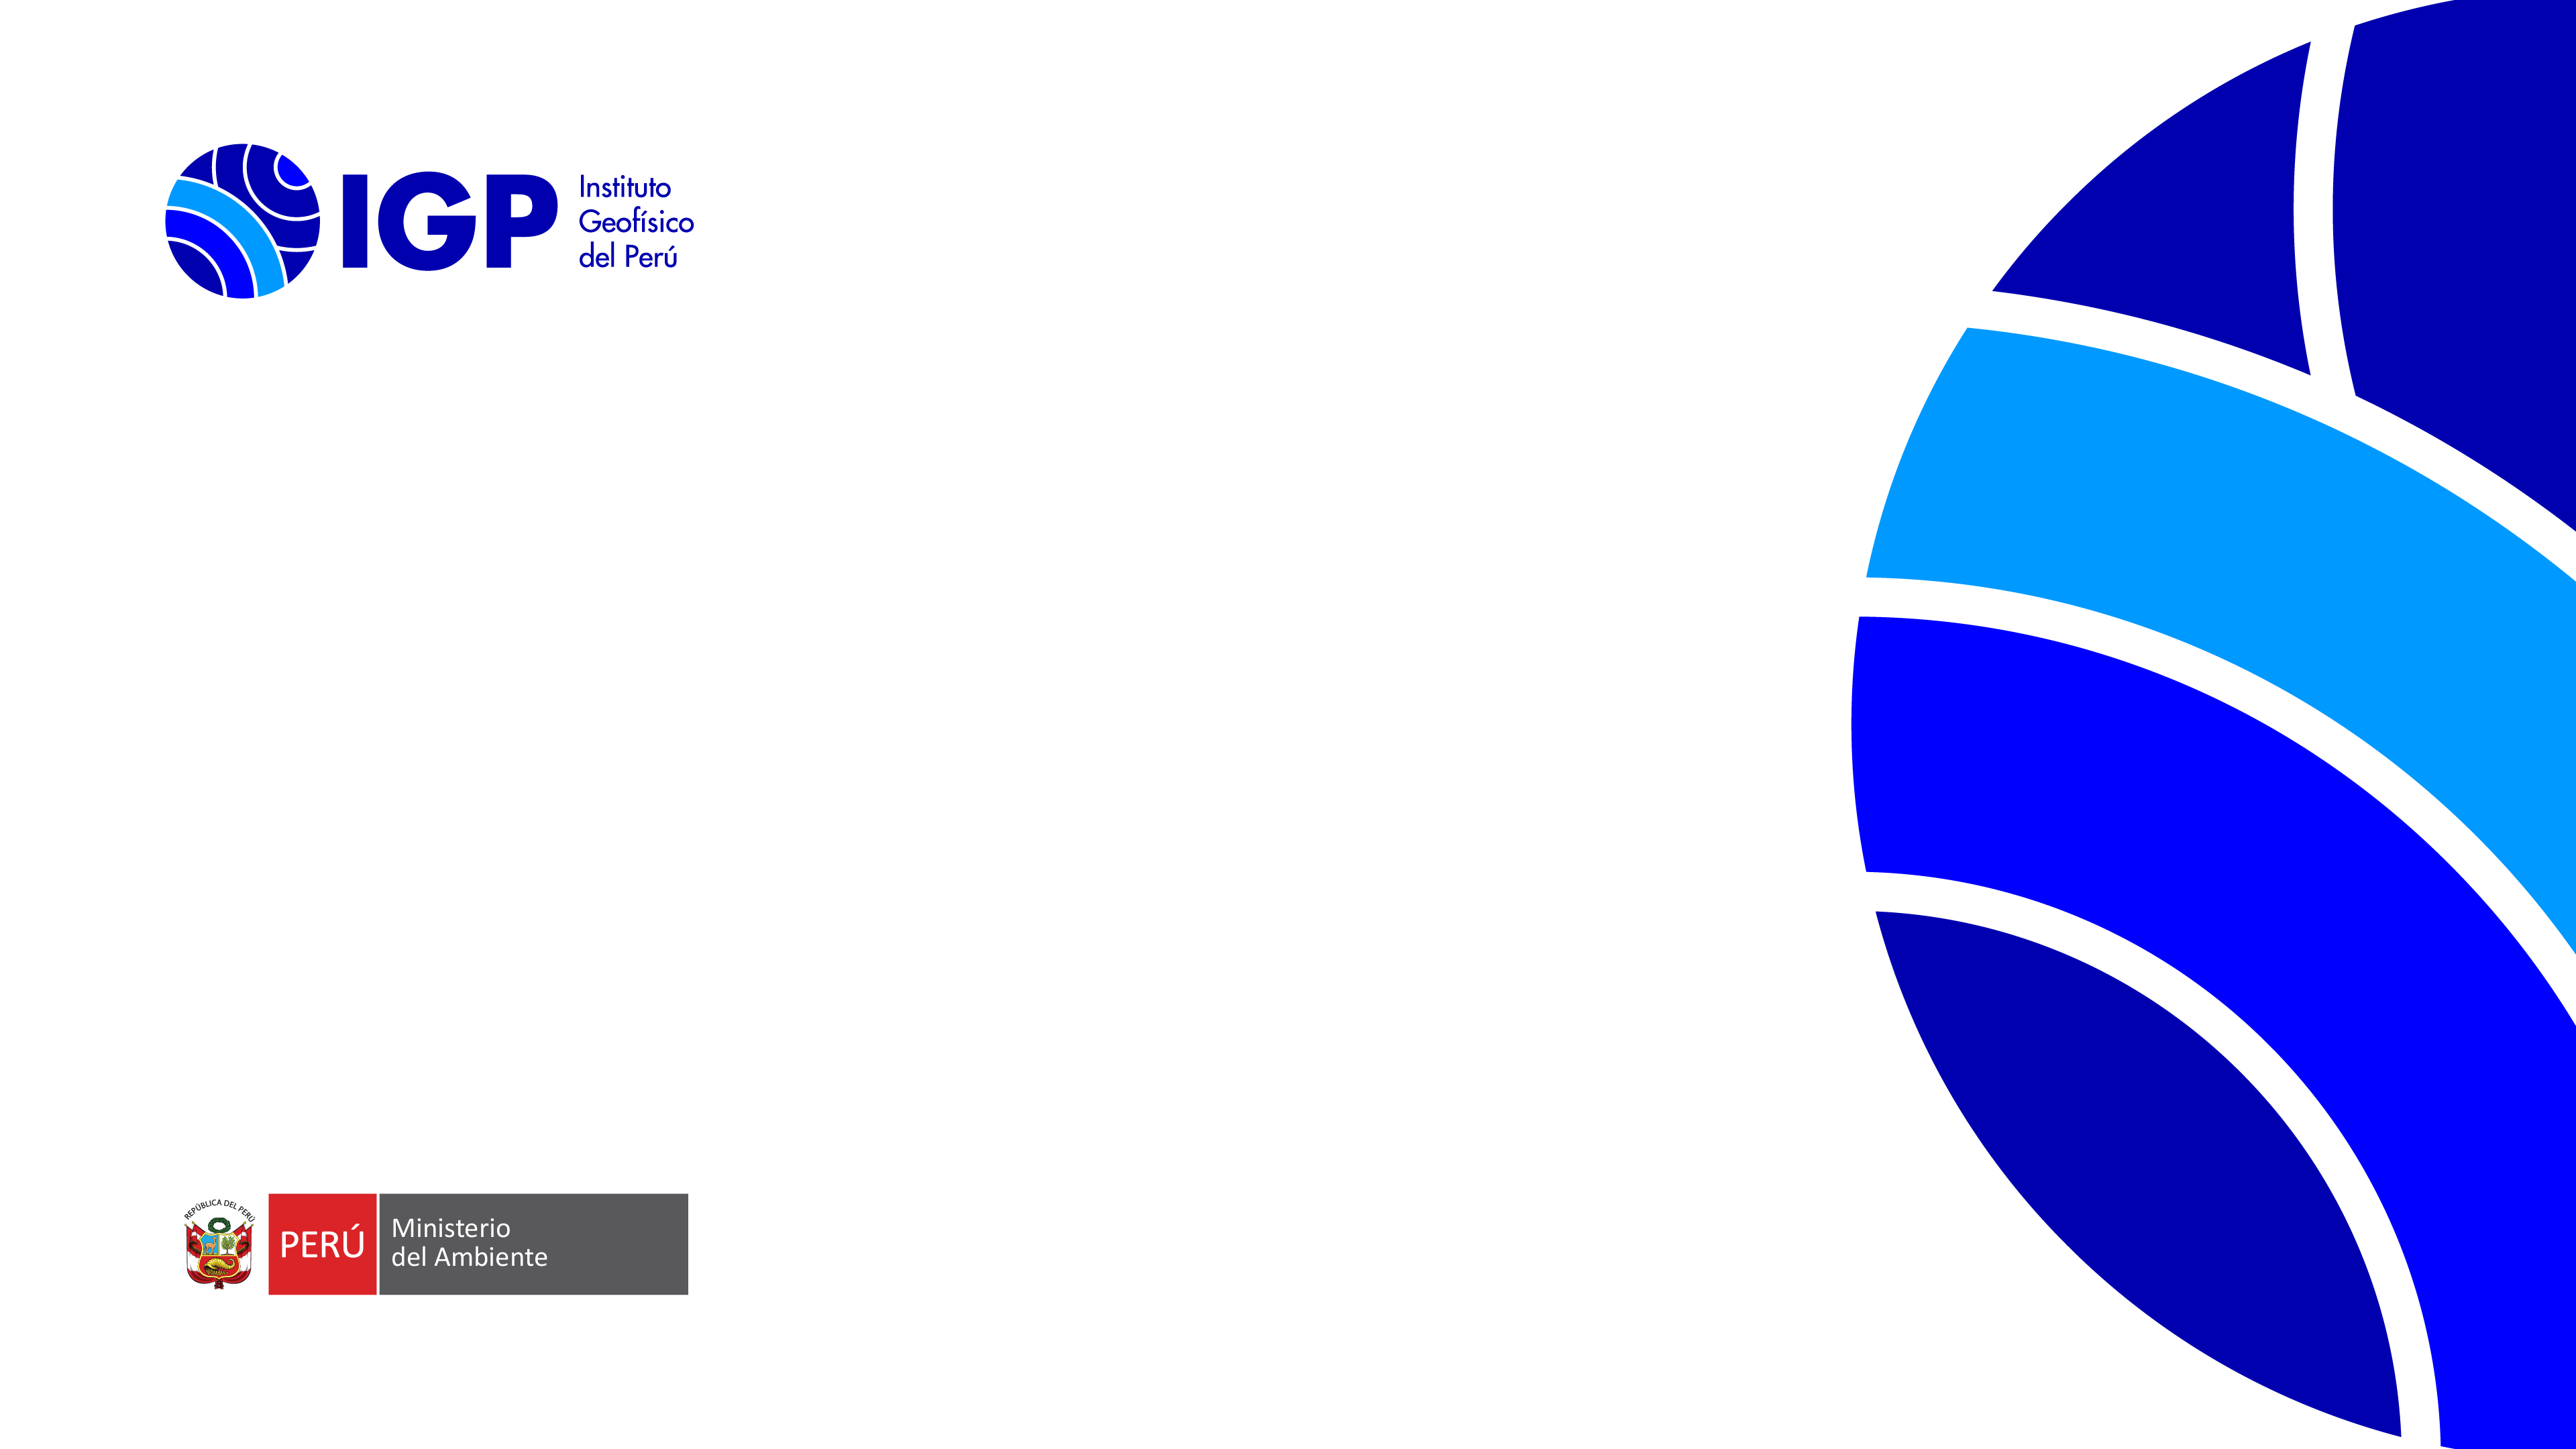 IGP
Instituto
Geofísico
del Perú
REPÚBLICA DEL PERÚ
PERÚ
Ministerio
del Ambiente